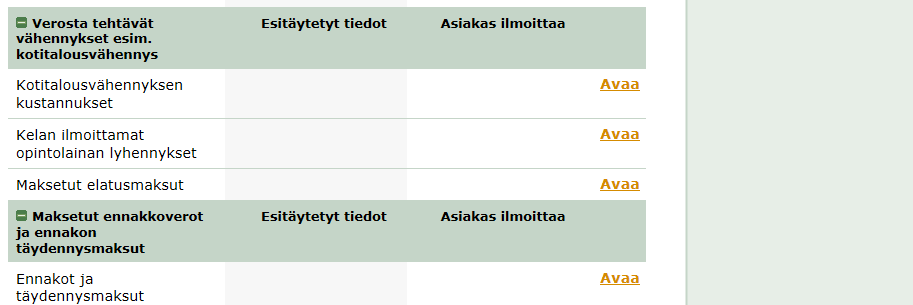 Verosta tehtävät Esitäytetyt tiedot Asiakas ilmoittaa
vähennykset esim.
kotitalousvähennys
Kotitalousvähennyksen Avaa
kustannukset
Kelan ilmoittamat Avaa
opintolainan lyhennykset
Maksetut elatusmaksut Avaa
Maksetut ennakkoverot Esitäytetyt tiedot Asiakas ilmoittaa
ja ennakon
täydennysmaksut
Ennakot ja Avaa
täydennysmaksut